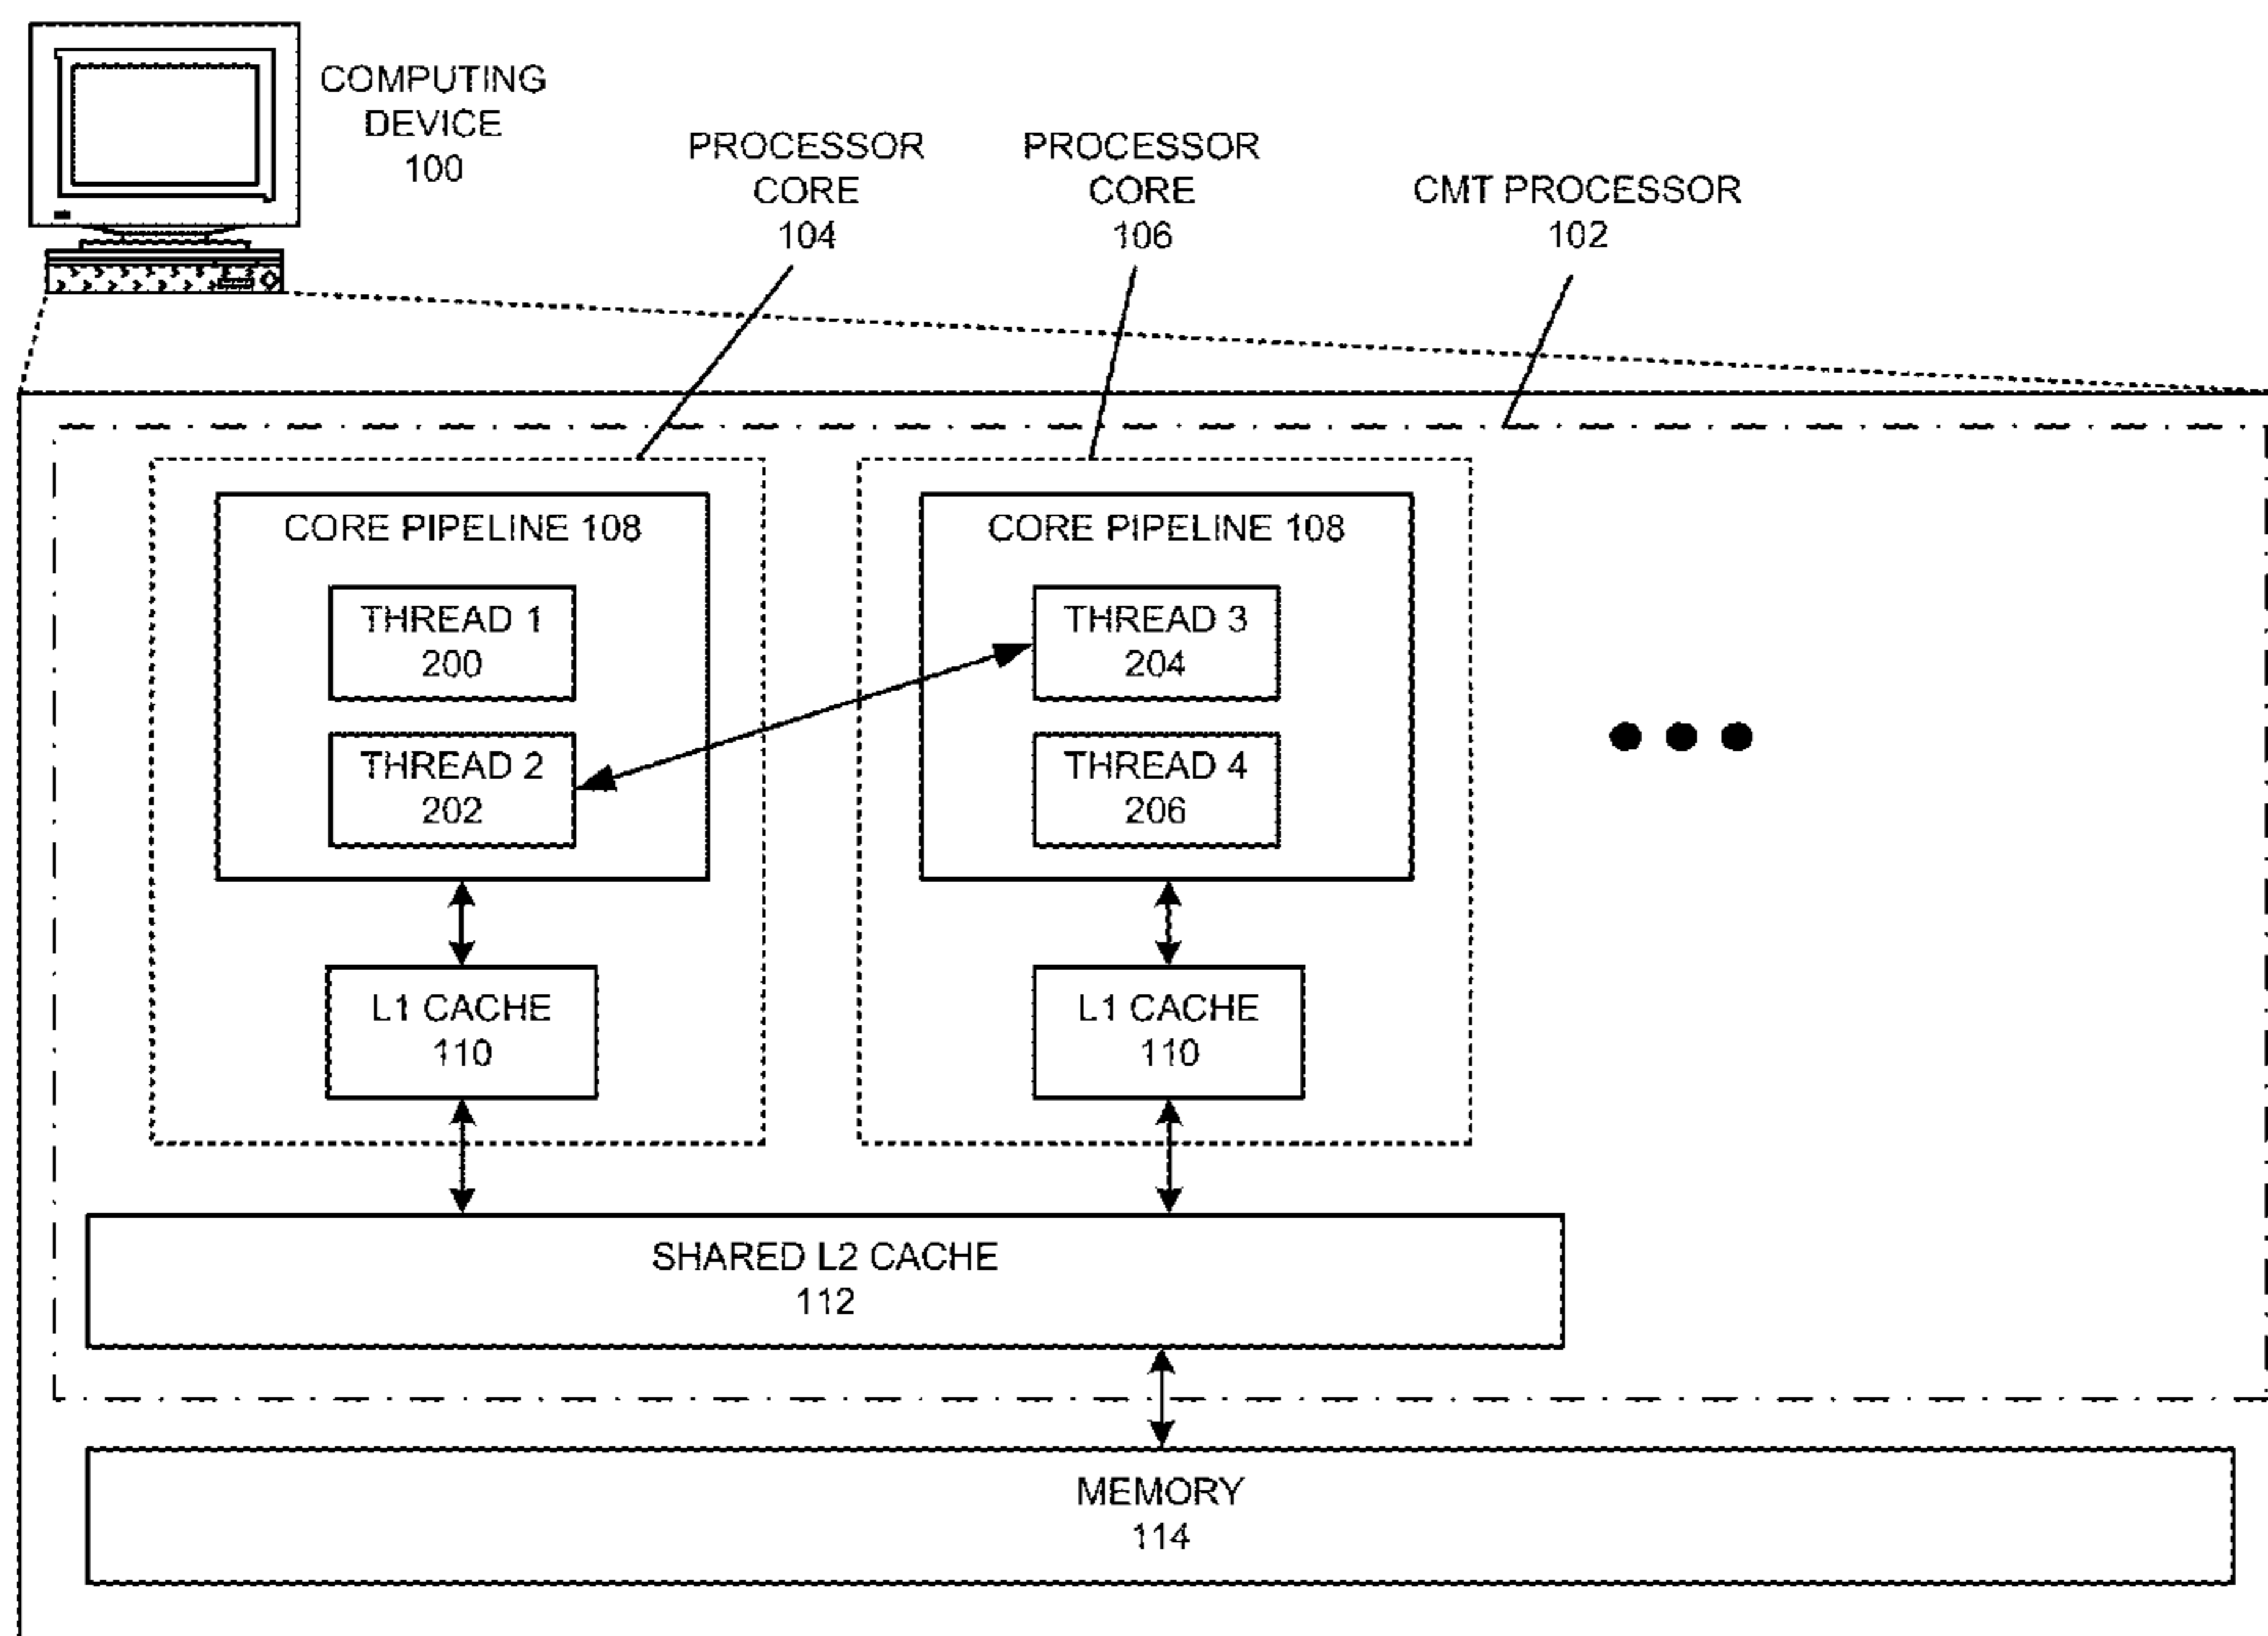 COMPUTING
DEVICE
100
PROCESSOR
CORE
104
PROCESSOR
CORE
106
CMT PROCESSOR
102
CORE PIPELINE 108
THREAD 1
200
THREAD 2
202
L1 CACHE
110
CORE PIPELINE 108
THREAD 3
204
THREAD 4
206
L1 CACHE
110
SHARED L2 CACHE
112
MEMORY
114